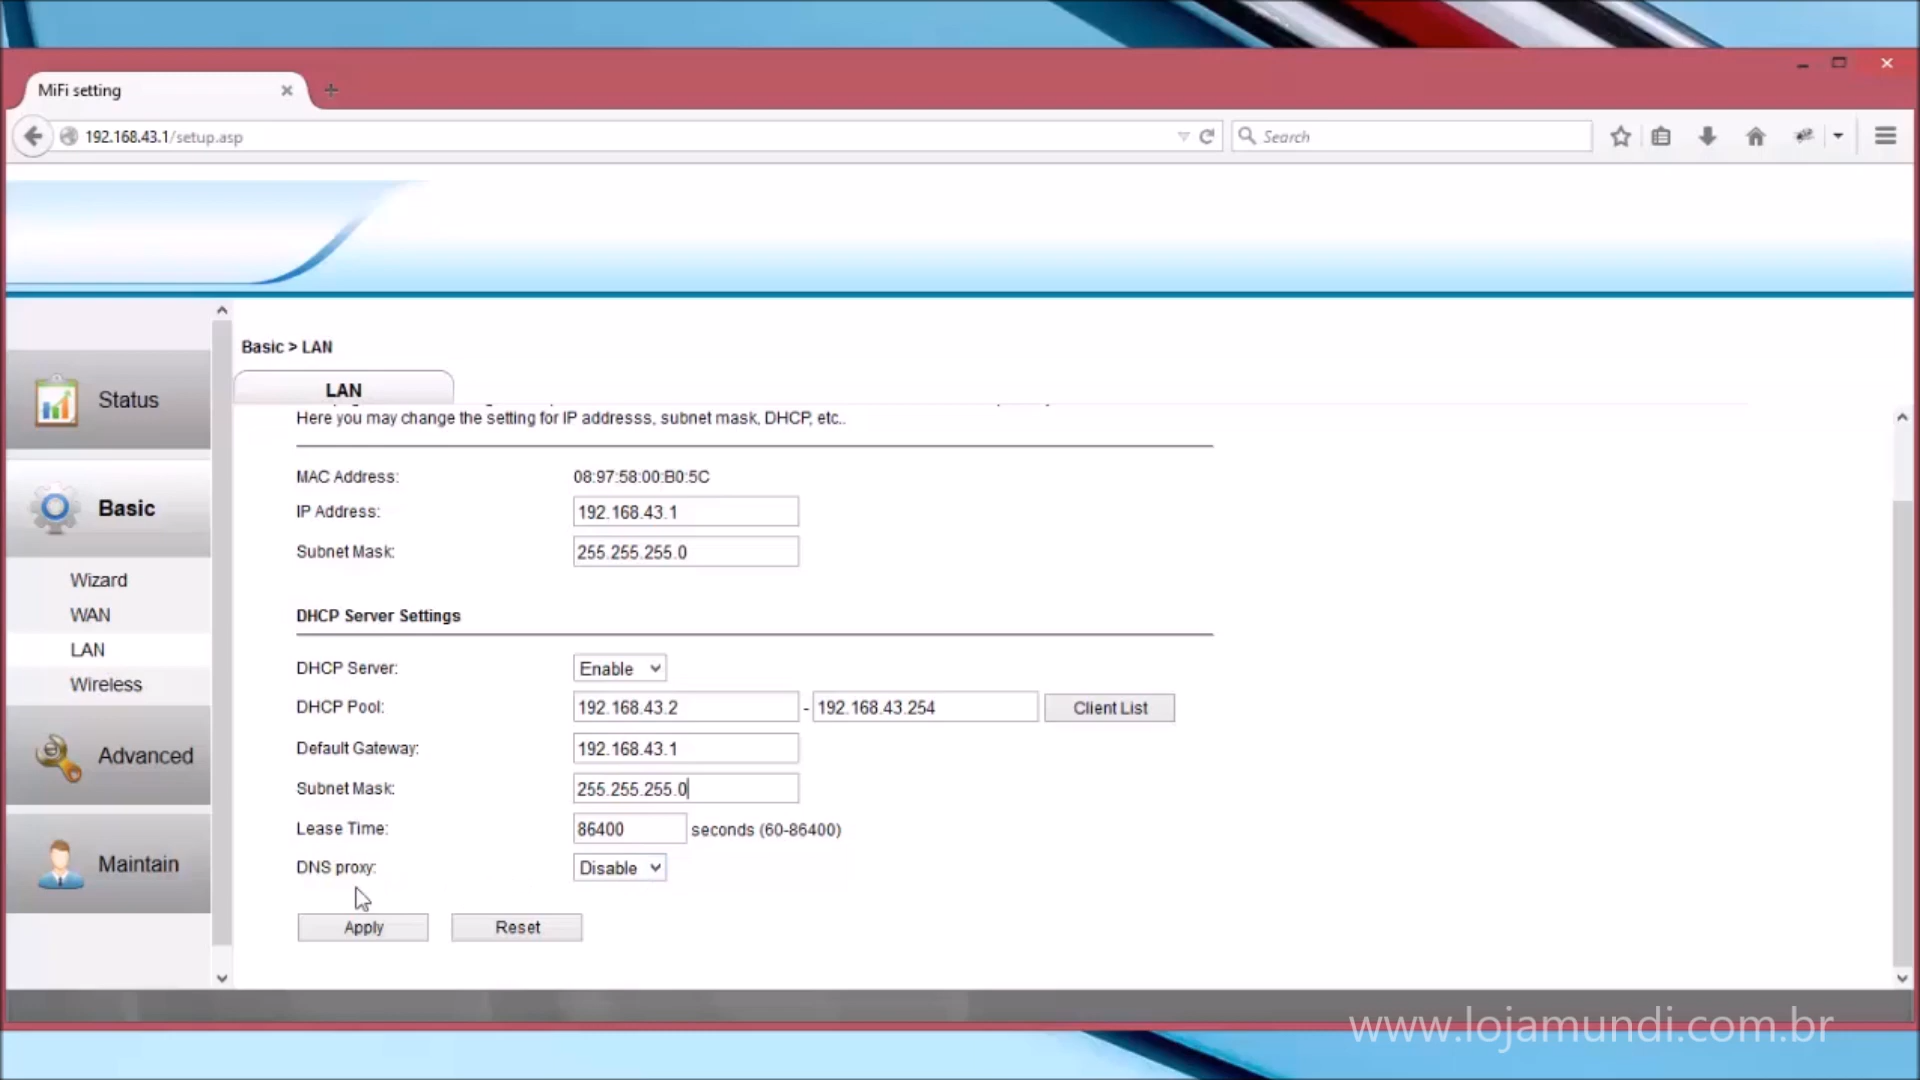 MiFi setting
192.168.43.1/setup.asp
Search
Basic > LAN
LAN
Here you may change the setting for IP addresss, subnet mask, DHCP, etc..
Status
Basic
Wizard
WAN
LAN
Wireless
Advanced
Maintain
MAC Address: 08:97:58:00:B0:5C
IP Address: 192.168.43.1
Subnet Mask: 255.255.255.0
DHCP Server Settings
DHCP Server: Enable
DHCP Pool: 192.168.43.2 - 192.168.43.254 Client List
Default Gateway: 192.168.43.1
Subnet Mask: 255.255.255.0
Lease Time: 86400 seconds (60-86400)
DNS proxy: Disable
Apply Reset
www.lojamundi.com.br